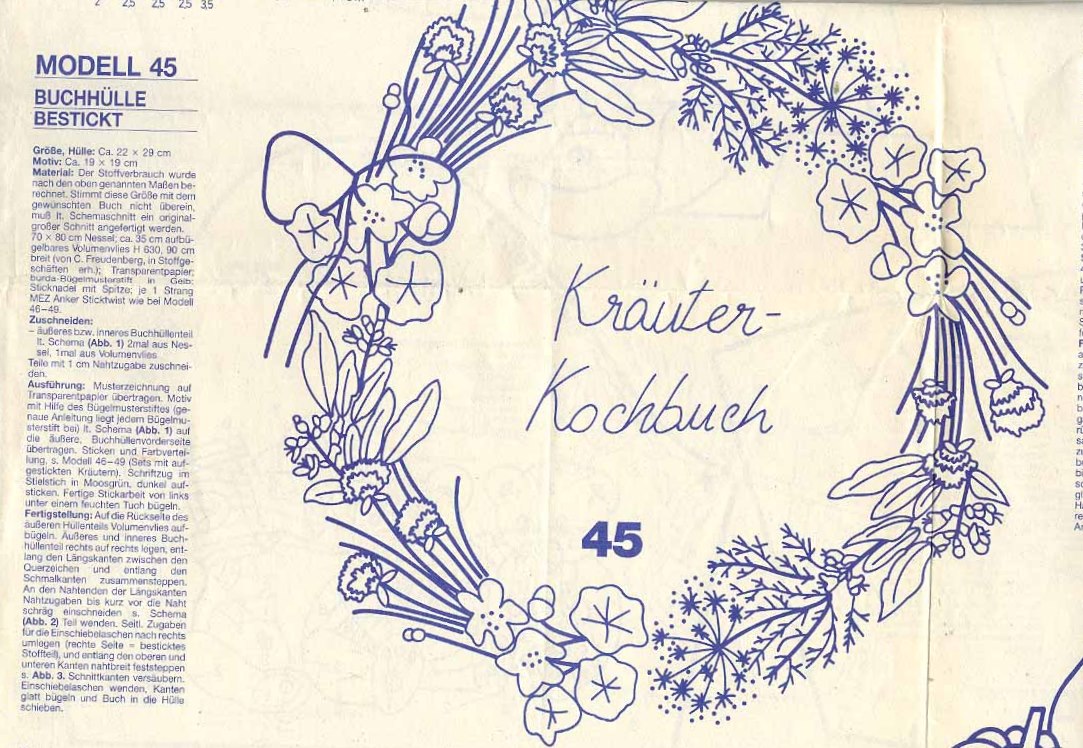 2 2,5 2,5 2,5 3,5
MODELL 45
BUCHHÜLLE
BESTICKT
Größe, Hülle: Ca. 22 × 29 cm
Motiv: Ca. 19 × 19 cm
Material: Der Stoffverbrauch wurde
nach den oben genannten Maßen be-
rechnet. Stimmt diese Größe mit dem
gewünschten Buch nicht überein,
muß lt. Schemaschnitt ein original-
großer Schnitt angefertigt werden.
70 × 80 cm Nessel; ca. 35 cm aufbü-
gelbares Volumenvlies H 630, 90 cm
breit (von C. Freudenberg, in Stoffge-
schäften erh.); Transparentpapier;
burda-Bügelmusterstift in Gelb;
Sticknadel mit Spitze; je 1 Strang
MEZ Anker Sticktwist wie bei Modell
46–49.
Zuschneiden:
– äußeres bzw. inneres Buchhüllenteil
lt. Schema (Abb. 1) 2mal aus Nes-
sel, 1mal aus Volumenvlies
Teile mit 1 cm Nahtzugabe zuschnei-
den.
Ausführung: Musterzeichnung auf
Transparentpapier übertragen. Motiv
mit Hilfe des Bügelmusterstiftes (ge-
naue Anleitung liegt jedem Bügelmu-
sterstift bei) lt. Schema (Abb. 1) auf
die äußere, Buchhüllenvorderseite
übertragen. Sticken und Farbvertei-
lung, s. Modell 46–49 (Sets mit auf-
gestickten Kräutern). Schriftzug im
Stielstich in Moosgrün, dunkel auf-
sticken. Fertige Stickarbeit von links
unter einem feuchten Tuch bügeln.
Fertigstellung: Auf die Rückseite des
äußeren Hüllenteils Volumenvlies auf-
bügeln. Äußeres und inneres Buch-
hüllenteil rechts auf rechts legen, ent-
lang den Längskanten zwischen den
Querzeichen und entlang den
Schmalkanten zusammensteppen.
An den Nahtenden der Längskanten
Nahtzugaben bis kurz vor die Naht
schräg einschneiden s. Schema
(Abb. 2) Teil wenden. Seitl. Zugaben
für die Einschiebelaschen nach rechts
umlegen (rechte Seite = besticktes
Stoffteil), und entlang den oberen und
unteren Kanten nahtbreit feststeppen
s. Abb. 3. Schnittkanten versäubern.
Einschiebelaschen wenden, Kanten
glatt bügeln und Buch in die Hülle
schieben.
Kräuter-
Kochbuch
45